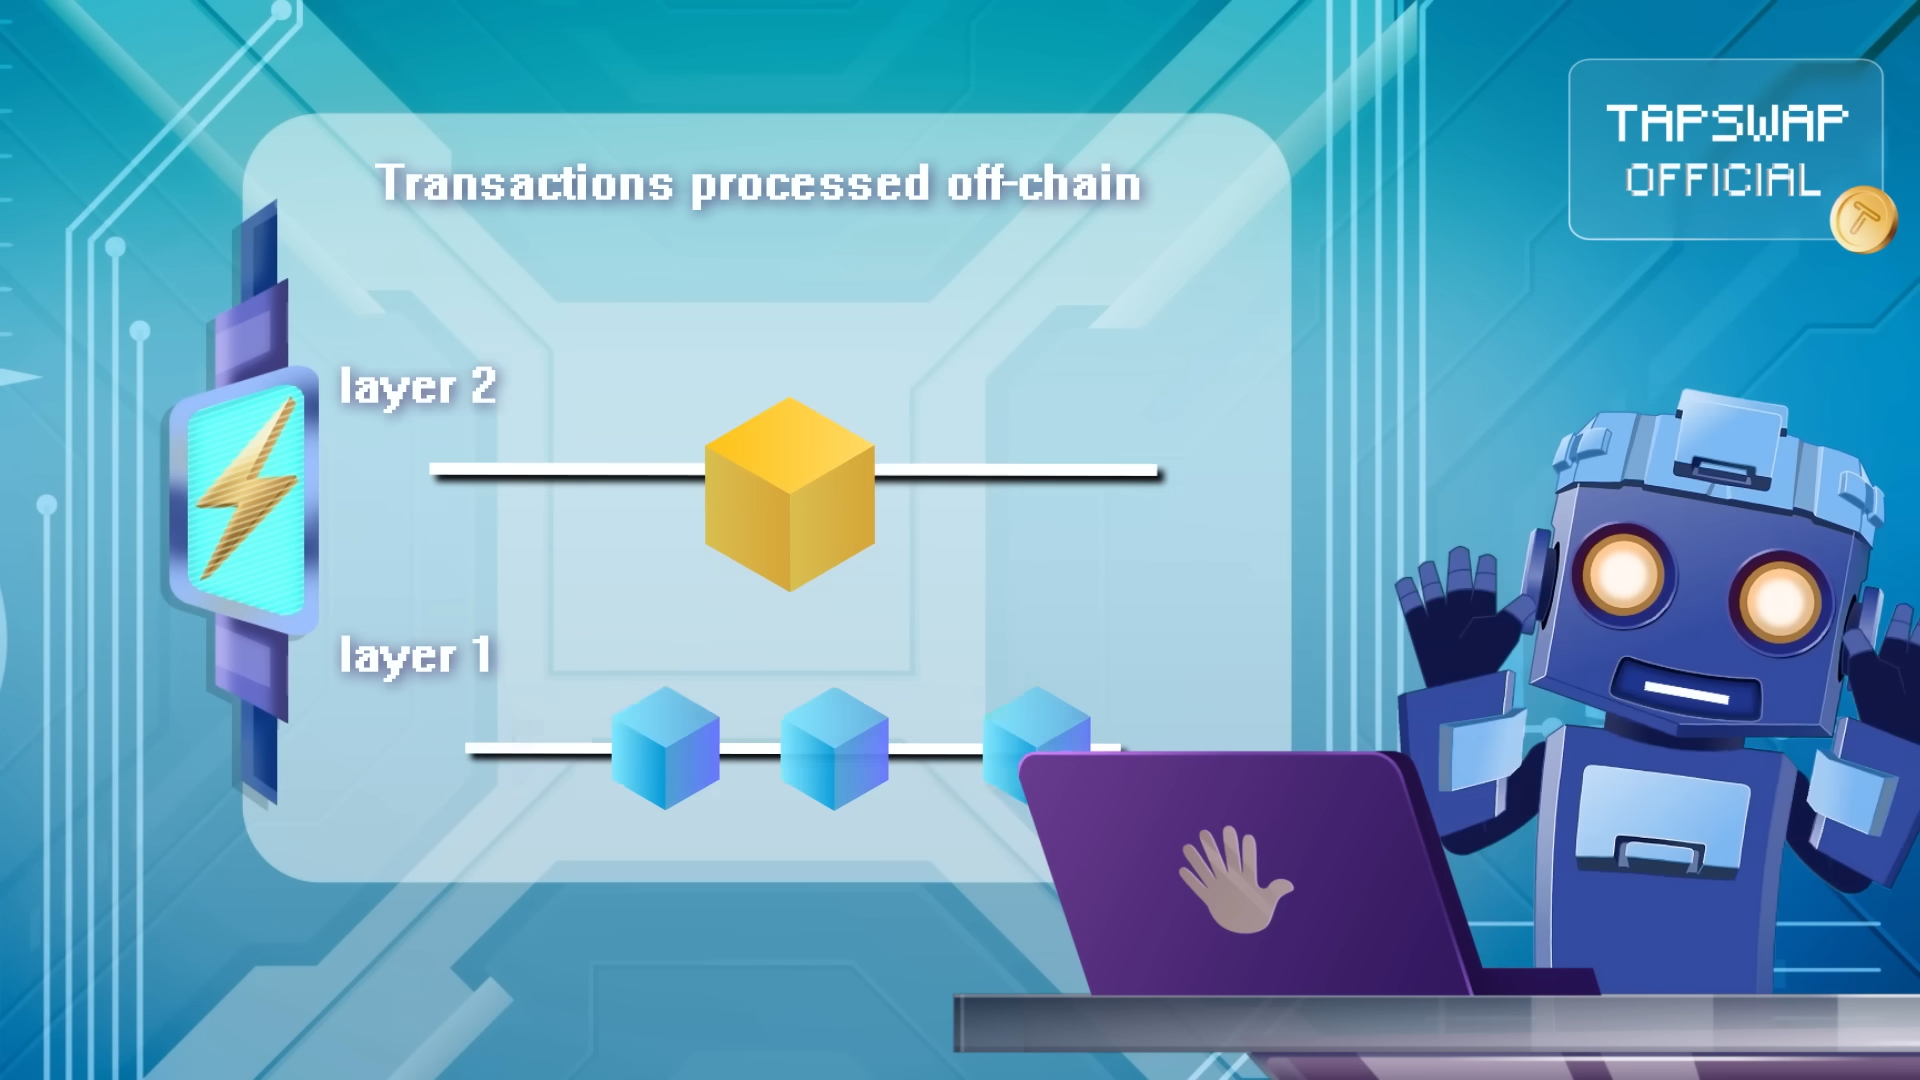 Transactions processed off-chain
TAPSWAP
OFFICIAL
layer 2
layer 1